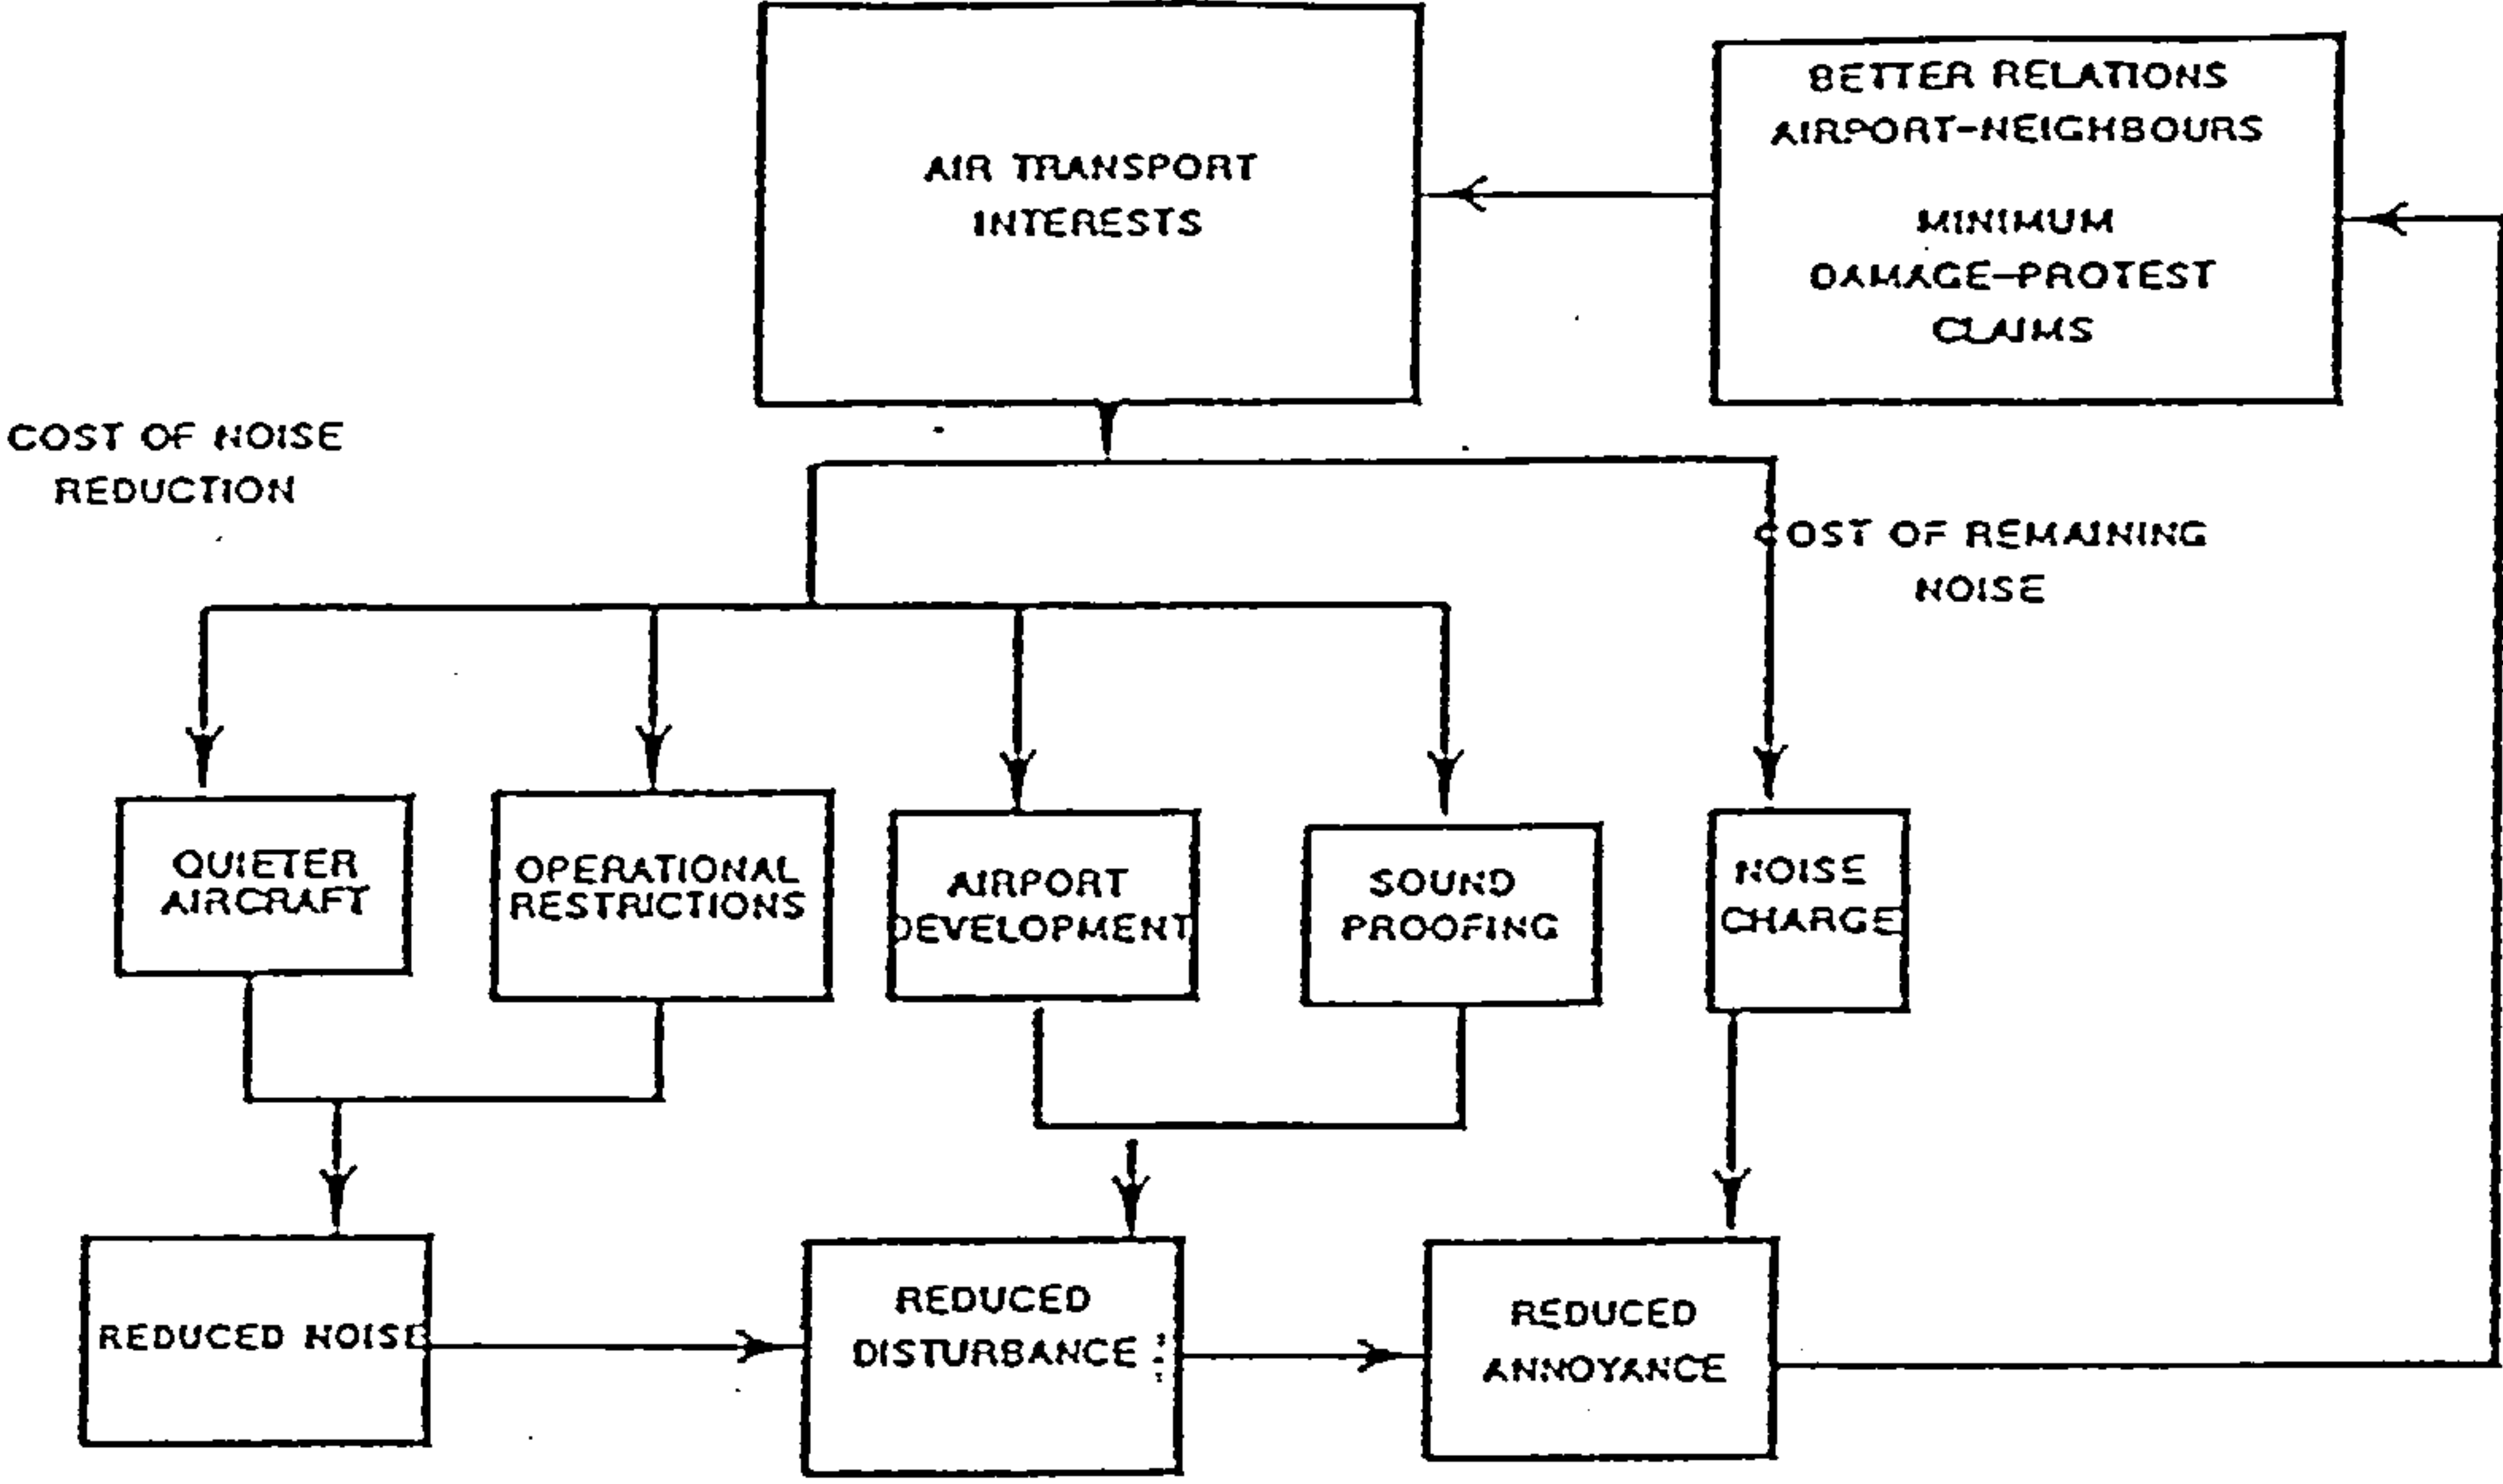 AIR TRANSPORT
INTERESTS
BETTER RELATIONS
AIRPORT-NEIGHBOURS
MINIMUM
DAMAGE-PROTEST
CLAIMS
COST OF NOISE
REDUCTION
COST OF REMAINING
NOISE
QUIETER
AIRCRAFT
OPERATIONAL
RESTRICTIONS
AIRPORT
DEVELOPMENT
SOUND
PROOFING
NOISE
CHARGE
REDUCED NOISE
REDUCED
DISTURBANCE
REDUCED
ANNOYANCE